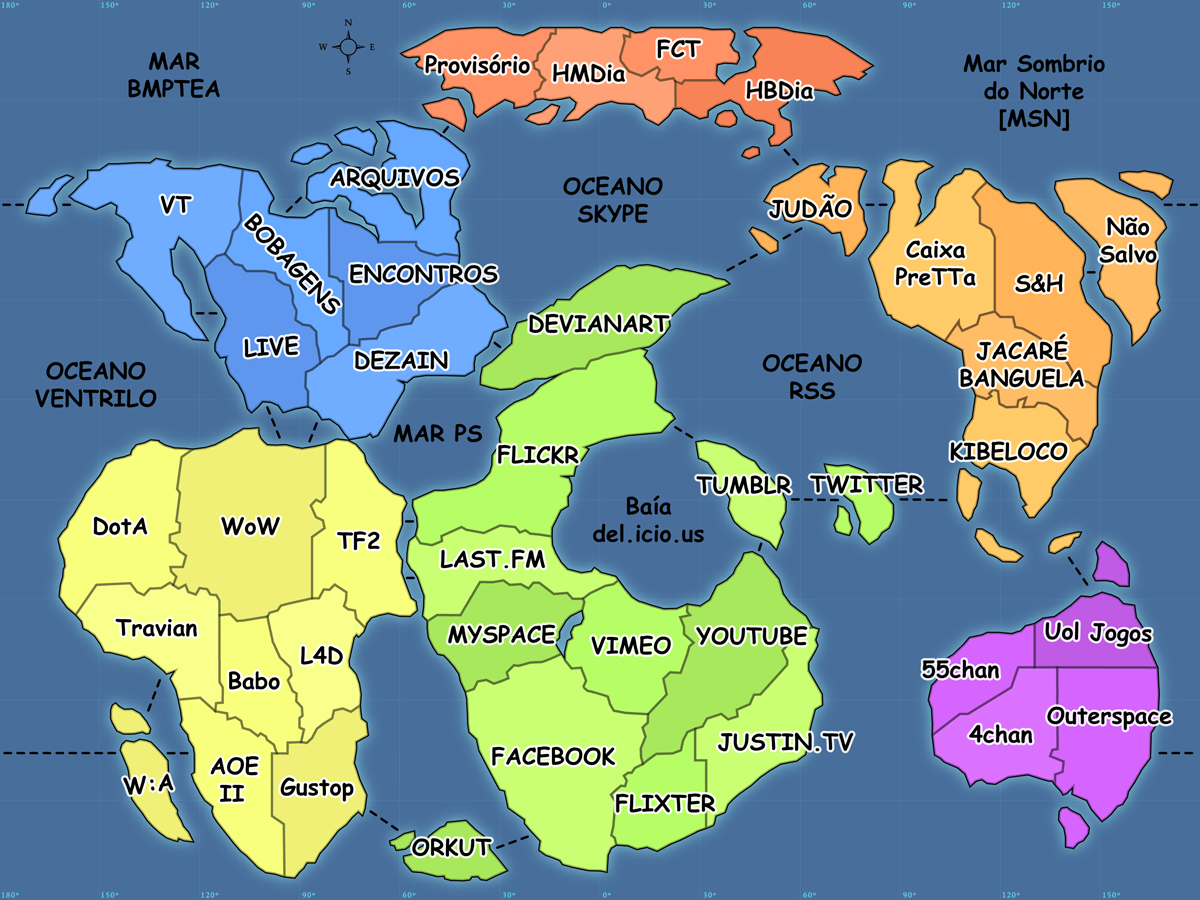 180° 150° 120° 90° 60° 30° 0° 30° 60° 90° 120° 150°
N
W E
S
MAR
BMPTEA
Provisório
HMDia
FCT
HBDia
Mar Sombrio
do Norte
[MSN]
VT
ARQUIVOS
BOBAGENS
ENCONTROS
LIVE
DEZAIN
OCEANO
SKYPE
JUDÃO
Caixa
PreTTa
S&H
Não
Salvo
JACARÉ
BANGUELA
KIBELOCO
OCEANO
VENTRILO
MAR PS
DEVIANART
OCEANO
RSS
FLICKR
TUMBLR
TWITTER
Baía
del.icio.us
LAST.FM
MYSPACE
VIMEO
YOUTUBE
FACEBOOK
JUSTIN.TV
FLIXTER
ORKUT
DotA
WoW
TF2
Travian
Babo
L4D
W:A
AOE
II
Gustop
Uol Jogos
55chan
4chan
Outerspace
180° 150° 120° 90° 60° 30° 0° 30° 60° 90° 120° 150°